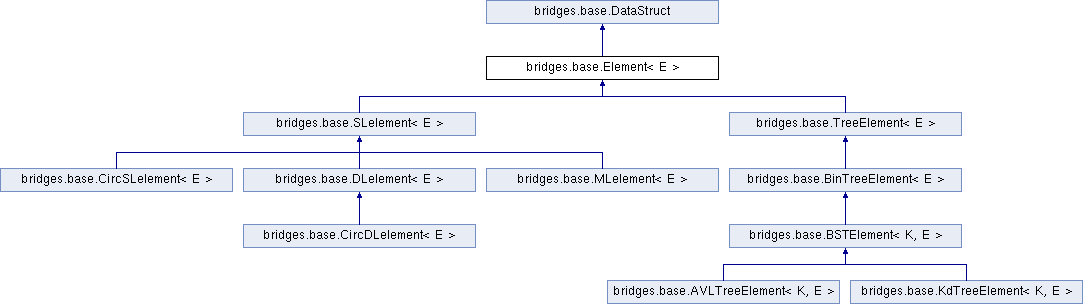 bridges.base.DataStruct
bridges.base.Element< E >
bridges.base.SLelement< E >
bridges.base.TreeElement< E >
bridges.base.CircSLelement< E >
bridges.base.DLelement< E >
bridges.base.MLelement< E >
bridges.base.BinTreeElement< E >
bridges.base.CircDLelement< E >
bridges.base.BSTElement< K, E >
bridges.base.AVLTreeElement< K, E >
bridges.base.KdTreeElement< K, E >